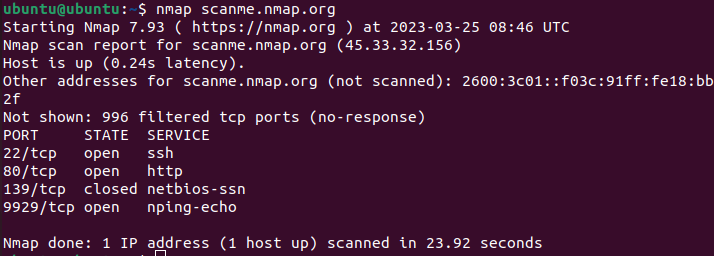 ubuntu@ubuntu:~$ nmap scanme.nmap.org
Starting Nmap 7.93 ( https://nmap.org ) at 2023-03-25 08:46 UTC
Nmap scan report for scanme.nmap.org (45.33.32.156)
Host is up (0.24s latency).
Other addresses for scanme.nmap.org (not scanned): 2600:3c01::f03c:91ff:fe18:bb
2f
Not shown: 996 filtered tcp ports (no-response)
PORT     STATE  SERVICE
22/tcp   open   ssh
80/tcp   open   http
139/tcp  closed netbios-ssn
9929/tcp open   nping-echo

Nmap done: 1 IP address (1 host up) scanned in 23.92 seconds